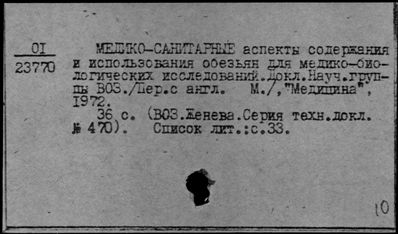 OI
23770
МЕДИКО-САНИТАРНЫЕ аспекты содержания
и использования обезьян для медико-био-
логических исследований.Докл.Науч.груп-
пы ВОЗ./Пер.с англ. М./,"Медицина",
1972.
36 с. (ВОЗ.Женева.Серия техн.докл.
№ 470). Список лит.:с.33.
10